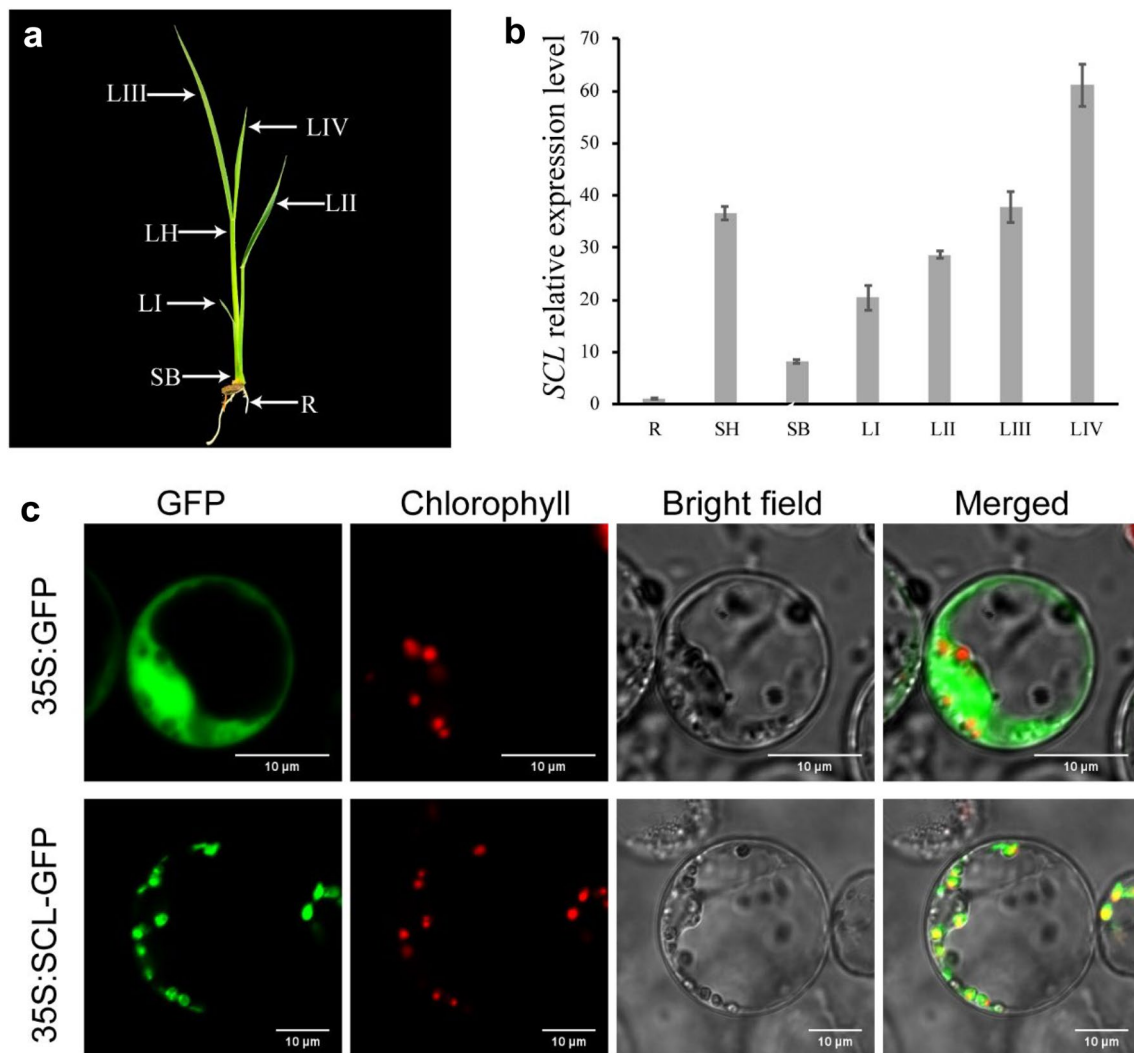 a
LIII
LIV
LII
LH
LI
SB
R
b
SCL relative expression level
70
60
50
40
30
20
10
0
R SH SB LI LII LIII LIV
c
GFP Chlorophyll Bright field Merged
35S:GFP
10 μm 10 μm 10 μm 10 μm
35S:SCL-GFP
10 μm 10 μm 10 μm 10 μm